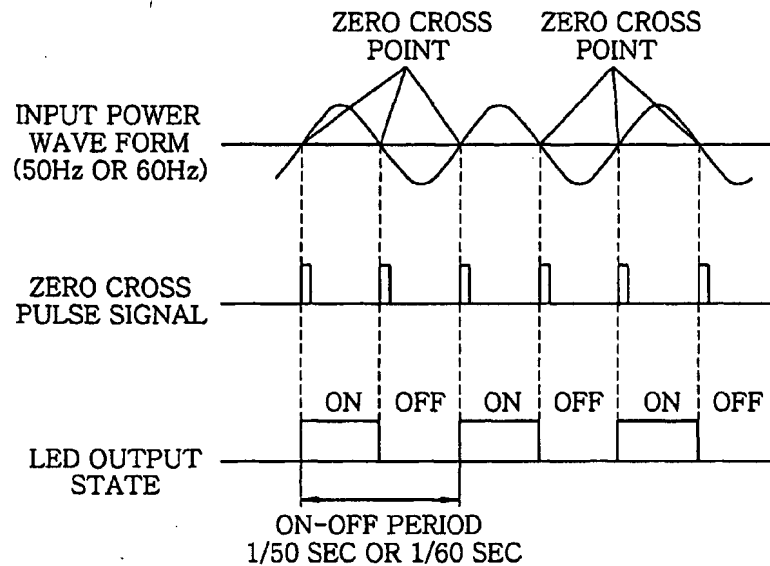 ZERO CROSS
POINT
ZERO CROSS
POINT
INPUT POWER
WAVE FORM
(50Hz OR 60Hz)
ZERO CROSS
PULSE SIGNAL
ON OFF ON OFF ON OFF
LED OUTPUT
STATE
ON-OFF PERIOD
1/50 SEC OR 1/60 SEC